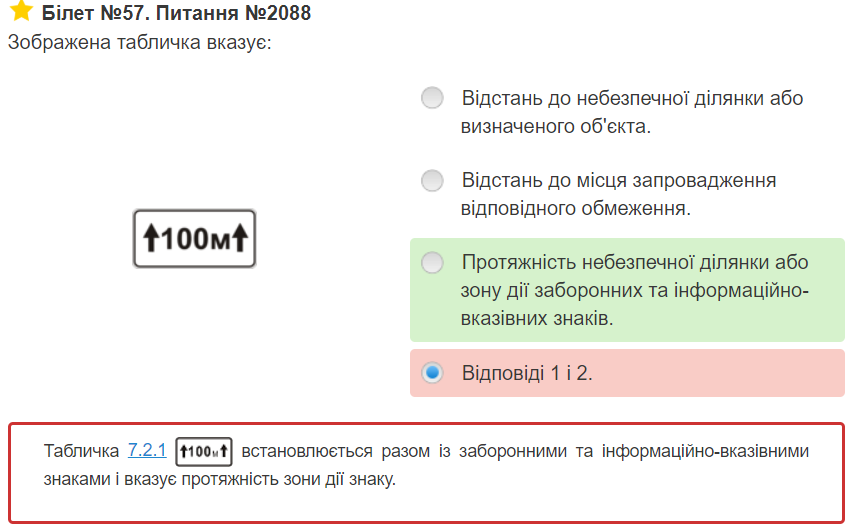 Білет №57. Питання №2088
Зображена табличка вказує:
Відстань до небезпечної ділянки або
визначеного об'єкта.
Відстань до місця запровадження
відповідного обмеження.
100м
Протяжність небезпечної ділянки або
зону дії заборонних та інформаційно-
вказівних знаків.
Відповіді 1 і 2.
Табличка 7.2.1 100м встановлюється разом із заборонними та інформаційно-вказівними
знаками і вказує протяжність зони дії знаку.